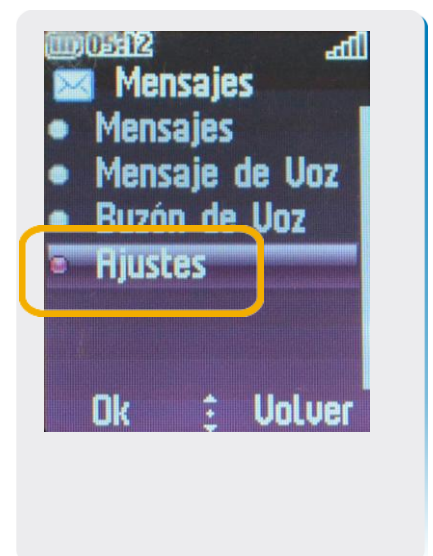 05:12
Mensajes
Mensajes
Mensaje de Voz
Buzón de Voz
Ajustes
Ok Volver